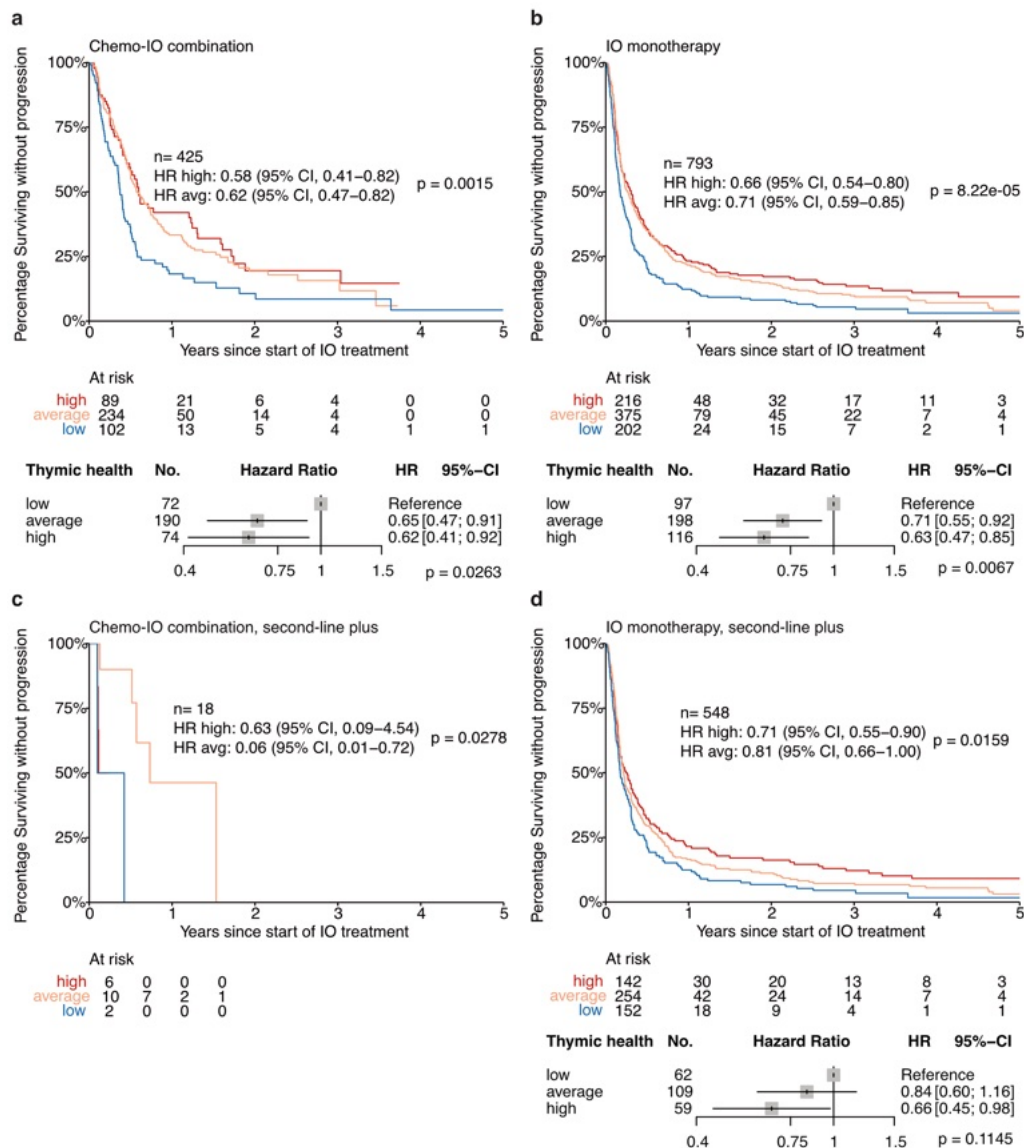 a
Chemo-IO combination
Percentage Surviving without progression
100%
75%
50%
25%
0%
n= 425
HR high: 0.58 (95% CI, 0.41–0.82)
HR avg: 0.62 (95% CI, 0.47–0.82)
p = 0.0015
0 1 2 3 4 5
Years since start of IO treatment
At risk
high 89 21 6 4 0 0
average 234 50 14 4 0 0
low 102 13 5 4 1 1
Thymic health No. Hazard Ratio HR 95%–CI
low 72 Reference
average 190 0.65 [0.47; 0.91]
high 74 0.62 [0.41; 0.92]
0.4 0.75 1 1.5 p = 0.0263
b
IO monotherapy
Percentage Surviving without progression
100%
75%
50%
25%
0%
n= 793
HR high: 0.66 (95% CI, 0.54–0.80)
HR avg: 0.71 (95% CI, 0.59–0.85)
p = 8.22e-05
0 1 2 3 4 5
Years since start of IO treatment
At risk
high 216 48 32 17 11 3
average 375 79 45 22 7 4
low 202 24 15 7 2 1
Thymic health No. Hazard Ratio HR 95%–CI
low 97 Reference
average 198 0.71 [0.55; 0.92]
high 116 0.63 [0.47; 0.85]
0.4 0.75 1 1.5 p = 0.0067
c
Chemo-IO combination, second-line plus
Percentage Surviving without progression
100%
75%
50%
25%
0%
n= 18
HR high: 0.63 (95% CI, 0.09–4.54)
HR avg: 0.06 (95% CI, 0.01–0.72)
p = 0.0278
0 1 2 3 4 5
Years since start of IO treatment
At risk
high 6 0 0 0
average 10 7 2 1
low 2 0 0 0
d
IO monotherapy, second-line plus
Percentage Surviving without progression
100%
75%
50%
25%
0%
n= 548
HR high: 0.71 (95% CI, 0.55–0.90)
HR avg: 0.81 (95% CI, 0.66–1.00)
p = 0.0159
0 1 2 3 4 5
Years since start of IO treatment
At risk
high 142 30 20 13 8 3
average 254 42 24 14 7 4
low 152 18 9 4 1 1
Thymic health No. Hazard Ratio HR 95%–CI
low 62 Reference
average 109 0.84 [0.60; 1.16]
high 59 0.66 [0.45; 0.98]
0.4 0.75 1 1.5 p = 0.1145